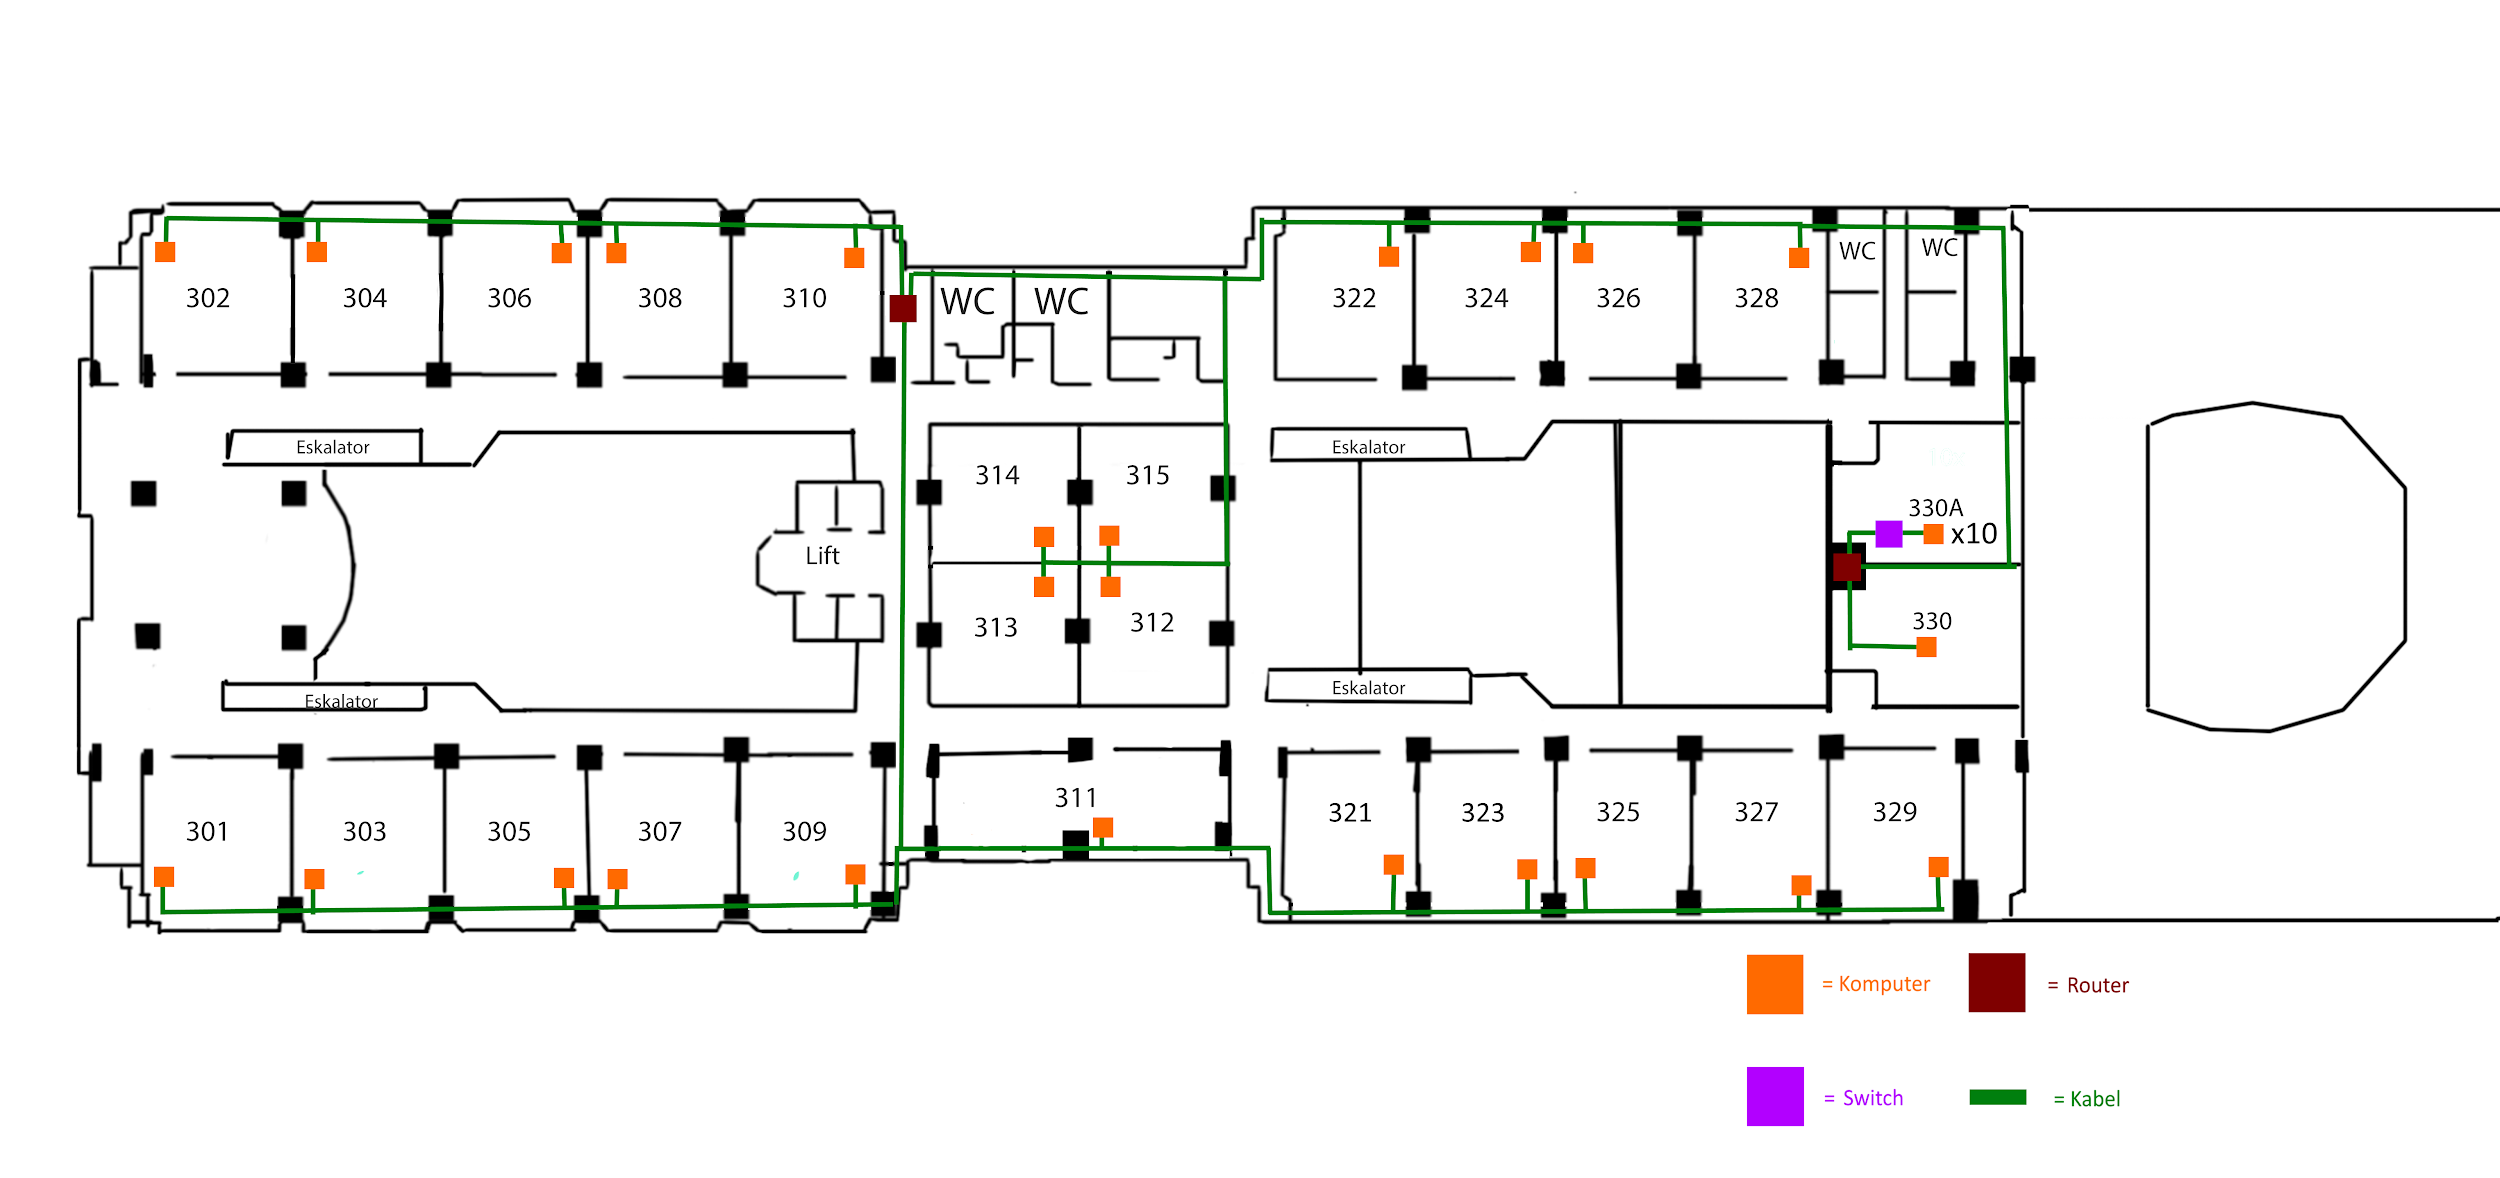 302 304 306 308 310 WC WC 322 324 326 328 WC WC
Eskalator Eskalator
314 315
330A
x10
Lift
313 312 330
Eskalator Eskalator
311
301 303 305 307 309 321 323 325 327 329
= Komputer = Router
= Switch = Kabel